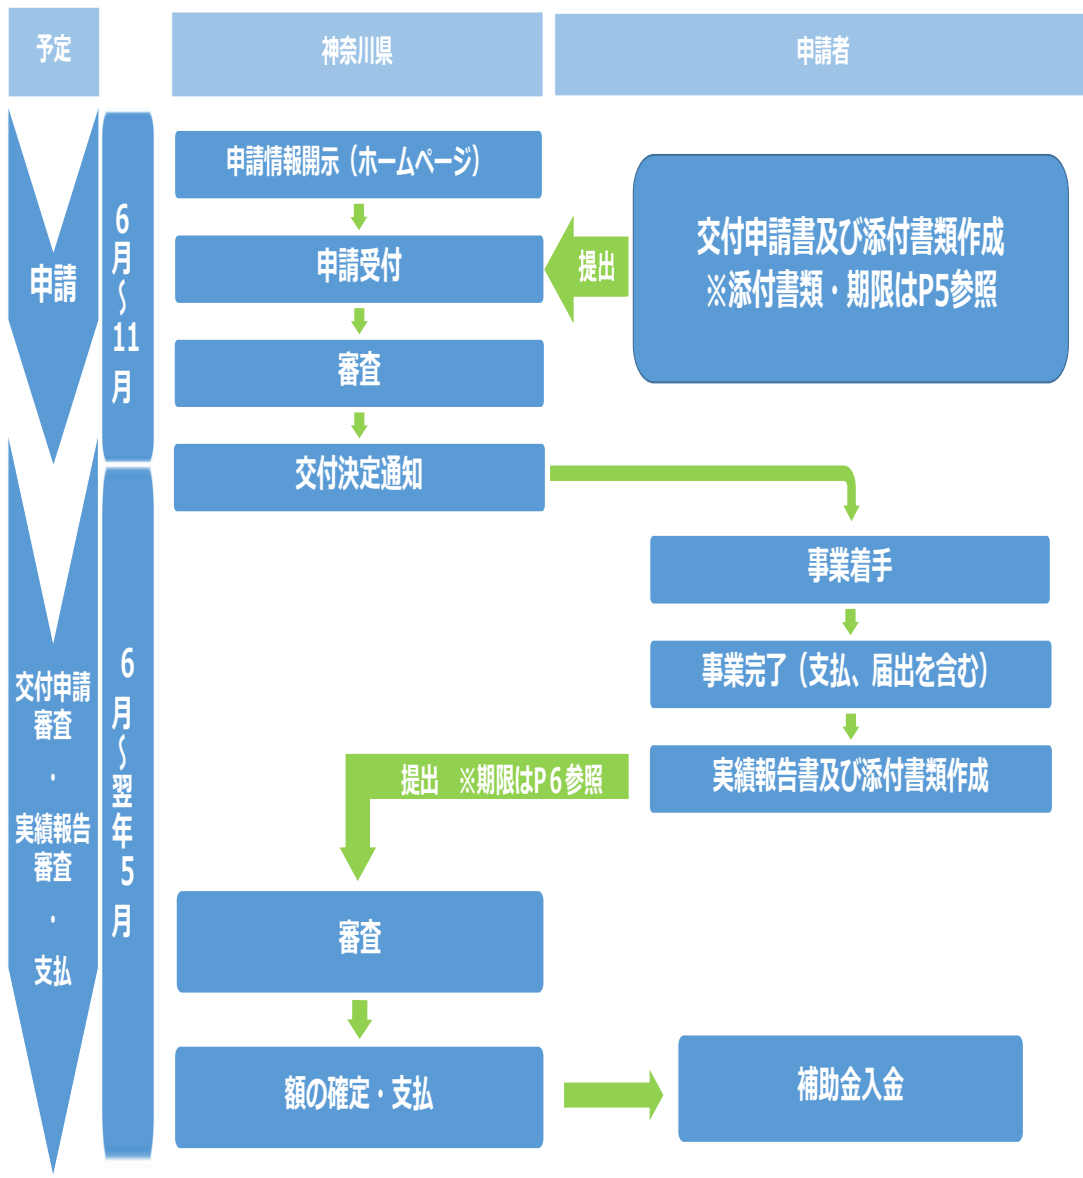 予定
神奈川県
申請者
申請
6
月
～
11
月
申請情報開示（ホームページ）
申請受付
提出
交付申請書及び添付書類作成
※添付書類・期限はP5参照
審査
交付決定通知
事業着手
事業完了（支払、届出を含む）
実績報告書及び添付書類作成
提出　※期限はP６参照
交付申請
審査
・
実績報告
審査
・
支払
6
月
～
翌
年
5
月
審査
額の確定・支払
補助金入金